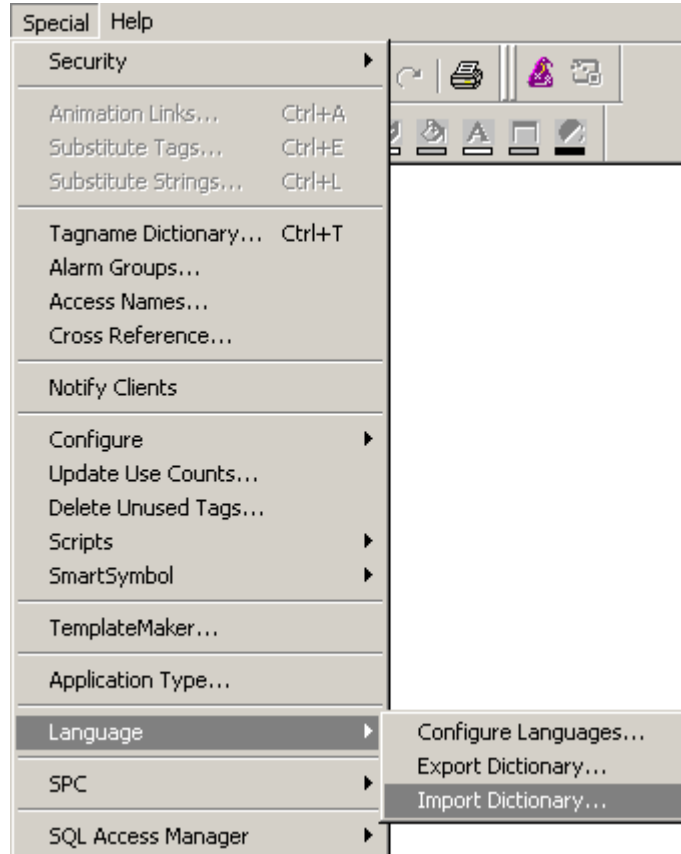 Special Help
Security
Animation Links... Ctrl+A
Substitute Tags... Ctrl+E
Substitute Strings... Ctrl+L
Tagname Dictionary... Ctrl+T
Alarm Groups...
Access Names...
Cross Reference...
Notify Clients
Configure
Update Use Counts...
Delete Unused Tags...
Scripts
SmartSymbol
TemplateMaker...
Application Type...
Language
Configure Languages...
Export Dictionary...
Import Dictionary...
SPC
SQL Access Manager